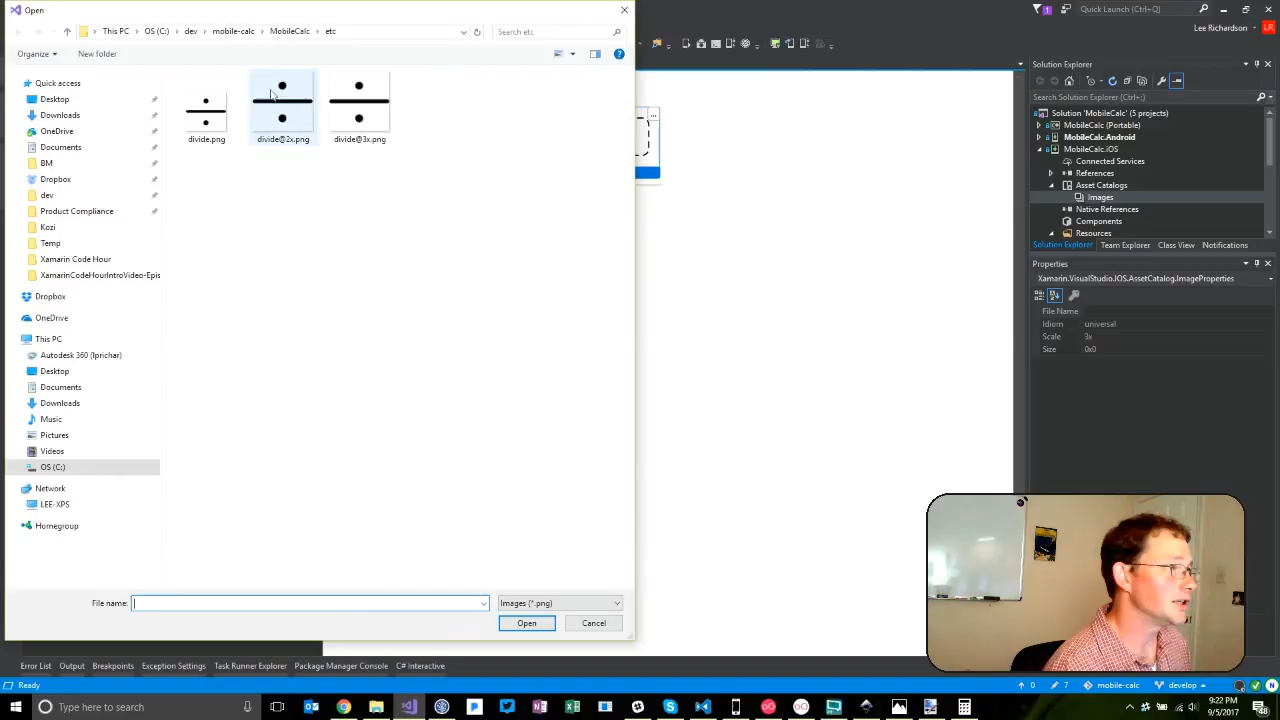 Open
This PC > OS (C:) > dev > mobile-calc > MobileCalc > etc
Search etc
Organize
New folder
Quick access
Desktop
Downloads
OneDrive
Documents
BM
Dropbox
dev
Product Compliance
Kozi
Temp
Xamarin Code Hour
XamarinCodeHourIntroVideo-Epis
Dropbox
OneDrive
This PC
Autodesk 360 (lprichar)
Desktop
Documents
Downloads
Music
Pictures
Videos
OS (C:)
Network
LEE-XPS
Homegroup
divide.png
divide@2x.png
divide@3x.png
File name:
Images (*.png)
Open
Cancel
1
Quick Launch (Ctrl+Q)
Lee Richardson
LR
Solution Explorer
Search Solution Explorer (Ctrl+;)
Solution 'MobileCalc' (5 projects)
MobileCalc (Portable)
MobileCalc.Android
MobileCalc.iOS
Connected Services
References
Asset Catalogs
Images
Native References
Components
Resources
Solution Explorer
Team Explorer
Class View
Notifications
Properties
Xamarin.VisualStudio.IOS.AssetCatalog.ImageProperties
File Name
Idiom universal
Scale 3x
Size 0x0
Error List
Output
Breakpoints
Exception Settings
Task Runner Explorer
Package Manager Console
C# Interactive
Ready
0
7
mobile-calc
develop
Type here to search
48
9:22 PM
9/5/2017